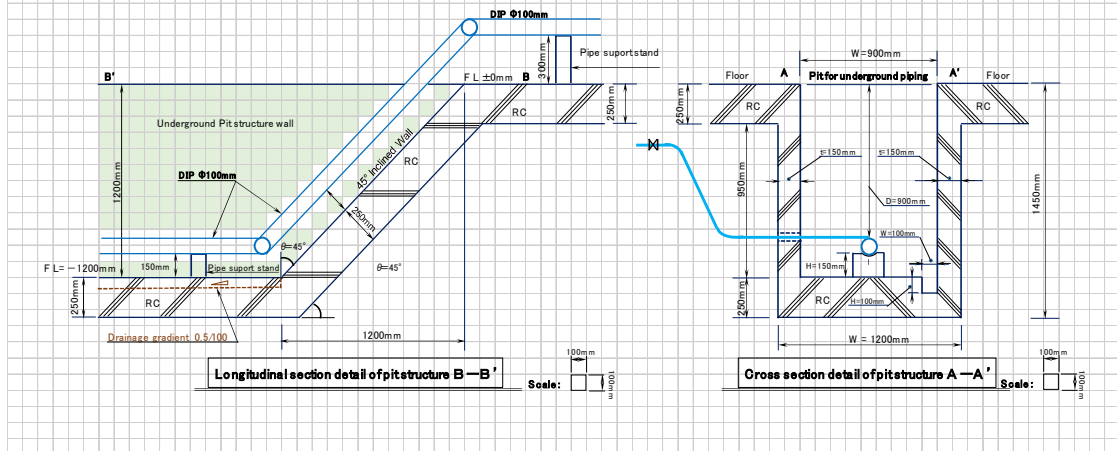 DIP Φ100mm
B'
300mm
Pipe suport stand
F L ±0mm
B
RC
250mm
Underground Pit structure wall
45° Inclined Wall
RC
1200mm
DIP Φ100mm
250mm
θ=45°
θ=45°
F L=－1200mm
150mm
Pipe suport stand
250mm
RC
Drainage gradient 0.5/100
1200mm
Longitudinal section detail of pit structure B－B'
Scale:
100mm
100mm
W=900mm
Floor
A
Pit for underground piping
A'
Floor
250mm
RC
RC
t=150mm
t=150mm
950mm
D=900mm
1450mm
W=100mm
H=150mm
250mm
RC
H=100mm
W = 1200mm
Cross section detail of pit structure A－A'
Scale:
100mm
100mm